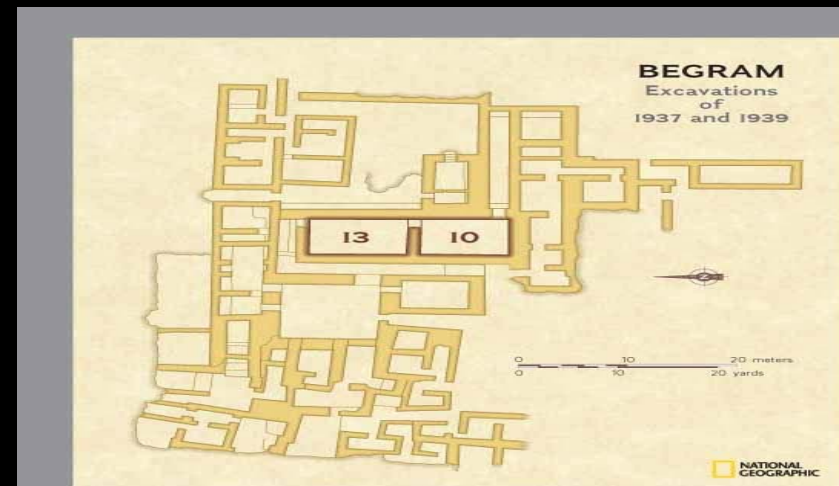 BEGRAM
Excavations
of
1937 and 1939
13
10
0 10 20 meters
0 10 20 yards
NATIONAL
GEOGRAPHIC